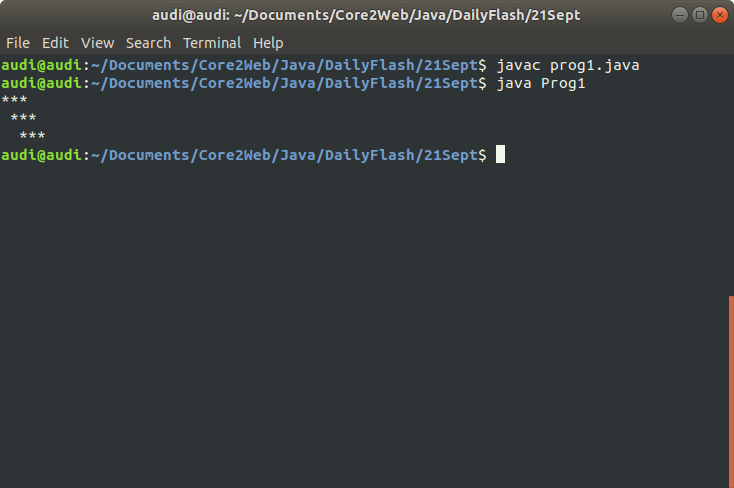 audi@audi: ~/Documents/Core2Web/Java/DailyFlash/21Sept
File Edit View Search Terminal Help
audi@audi:~/Documents/Core2Web/Java/DailyFlash/21Sept$ javac prog1.java
audi@audi:~/Documents/Core2Web/Java/DailyFlash/21Sept$ java Prog1
***
 ***
  ***
audi@audi:~/Documents/Core2Web/Java/DailyFlash/21Sept$